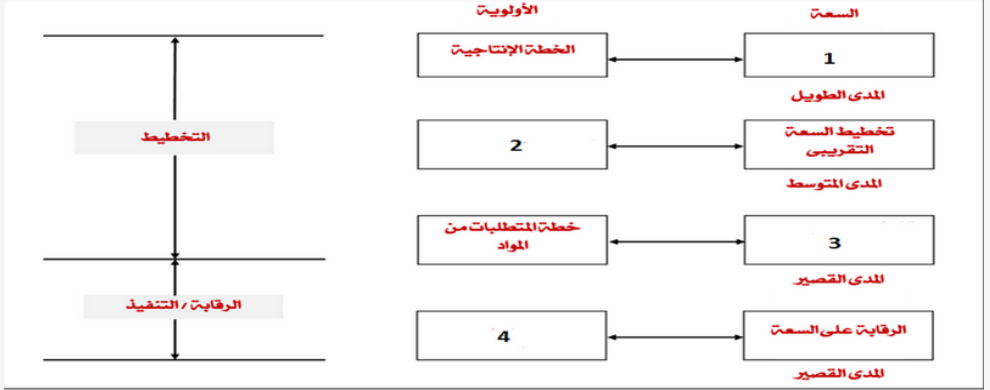 السعة
الأولوية
1
الخطة الإنتاجية
المدى الطويل
تخطيط السعة
التقريبى
2
التخطيط
المدى المتوسط
3
خطة المتطلبات من
المواد
المدى القصير
الرقابة / التنفيذ
الرقابة على السعة
4
المدى القصير